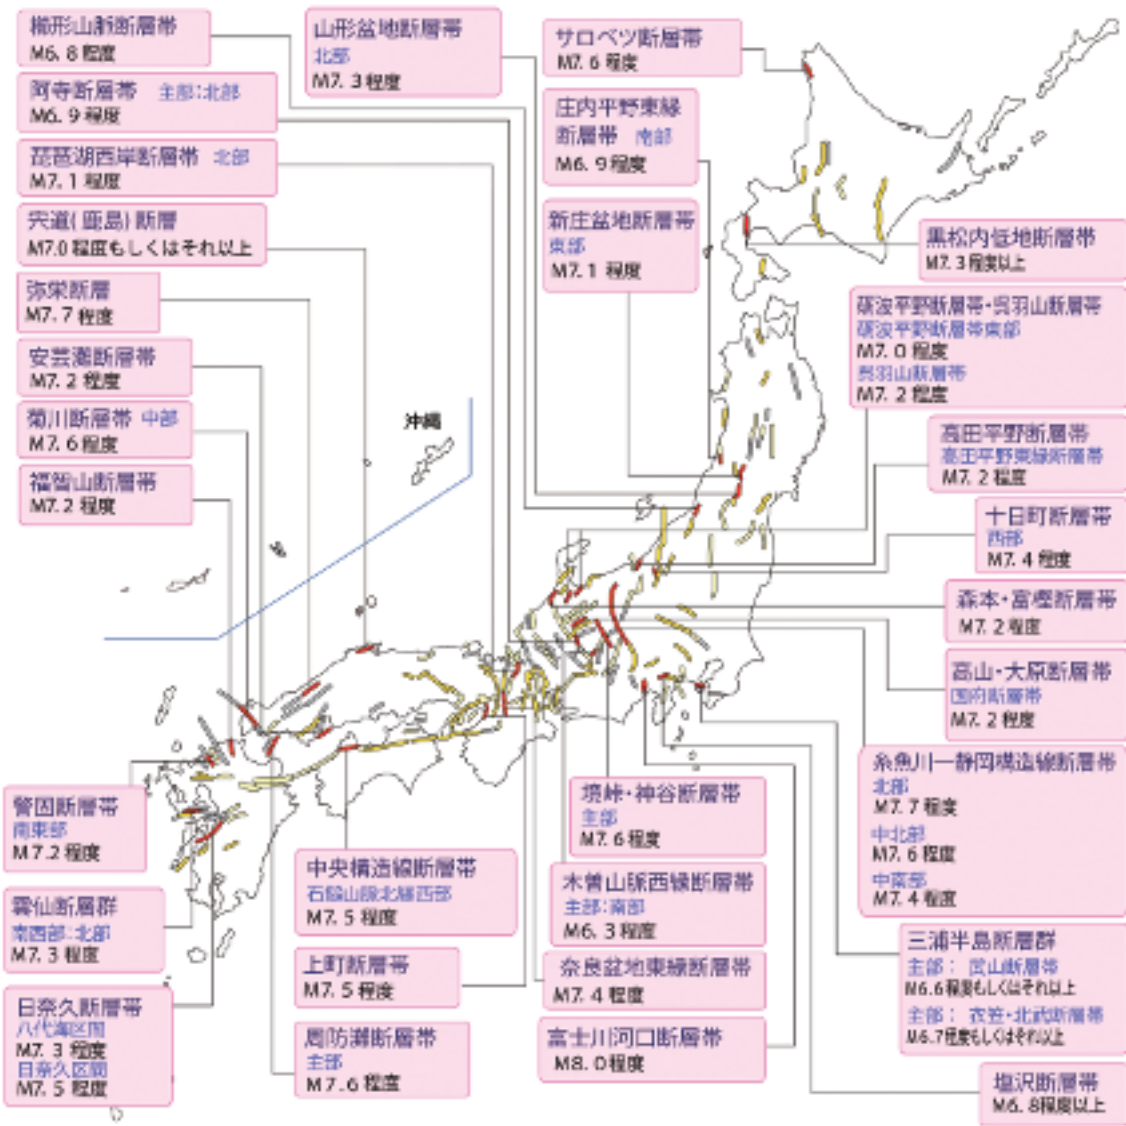 櫛形山脈断層帯
M6. 8 程度
阿寺断層帯 主部:北部
M6. 9 程度
琵琶湖西岸断層帯 北部
M7. 1 程度
宍道(鹿島)断層
M7.0 程度もしくはそれ以上
弥栄断層
M7. 7 程度
安芸灘断層帯
M7. 2 程度
菊川断層帯 中部
M7. 6 程度
福智山断層帯
M7. 2 程度
山形盆地断層帯
北部
M7. 3 程度
サロベツ断層帯
M7. 6 程度
庄内平野東縁
断層帯 南部
M6. 9 程度
新庄盆地断層帯
東部
M7. 1 程度
黒松内低地断層帯
M7. 3 程度以上
砺波平野断層帯・呉羽山断層帯
砺波平野断層帯東部
M7. 0 程度
呉羽山断層帯
M7. 2 程度
高田平野断層帯
高田平野東縁断層帯
M7. 2 程度
十日町断層帯
西部
M7. 4 程度
森本・富樫断層帯
M7. 2 程度
高山・大原断層帯
国府断層帯
M7. 2 程度
糸魚川―静岡構造線断層帯
北部
M7. 7 程度
中北部
M7. 6 程度
中南部
M7. 4 程度
三浦半島断層群
主部: 武山断層帯
M6.6程度もしくはそれ以上
主部: 衣笠・北武断層帯
M6.7程度もしくはそれ以上
塩沢断層帯
M6. 8程度以上
沖縄
警固断層帯
南東部
M7.2 程度
雲仙断層群
南西部:北部
M7. 3 程度
日奈久断層帯
八代海区間
M7. 3 程度
日奈久区間
M7. 5 程度
中央構造線断層帯
石鎚山脈北縁西部
M7. 5 程度
上町断層帯
M7. 5 程度
周防灘断層帯
主部
M7.6 程度
境峠・神谷断層帯
主部
M7. 6 程度
木曽山脈西縁断層帯
主部:南部
M6. 3 程度
奈良盆地東縁断層帯
M7. 4 程度
富士川河口断層帯
M8. 0程度